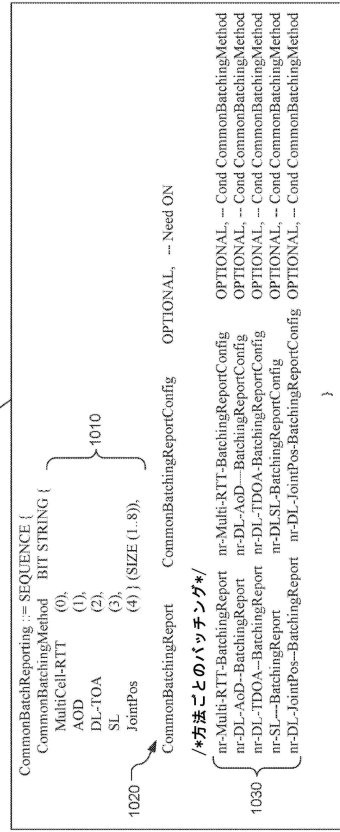 CommonBatchReporting ::= SEQUENCE {
CommonBatchingMethod BIT STRING {
MultiCell-RTT (0),
AOD (1),
DL-TOA (2),
SL (3),
JointPos (4) } (SIZE (1..8)),
1010
1020
CommonBatchingReport CommonBatchingReportConfig OPTIONAL, -- Need ON
/*方法ごとのバッチング*/
nr-Multi-RTT-BatchingReport nr-Multi-RTT-BatchingReportConfig OPTIONAL, -- Cond CommonBatchingMethod
nr-DL-AoD--BatchingReport nr-DL-AoD----BatchingReportConfig OPTIONAL, -- Cond CommonBatchingMethod
nr-DL-TDOA--BatchingReport nr-DL-TDOA-BatchingReportConfig OPTIONAL, -- Cond CommonBatchingMethod
nr-SL---BatchingReport nr-DLSL-BatchingReportConfig OPTIONAL, -- Cond CommonBatchingMethod
nr-DL-JointPos--BatchingReport nr-DL-JointPos-BatchingReportConfig OPTIONAL, -- Cond CommonBatchingMethod
1030
}